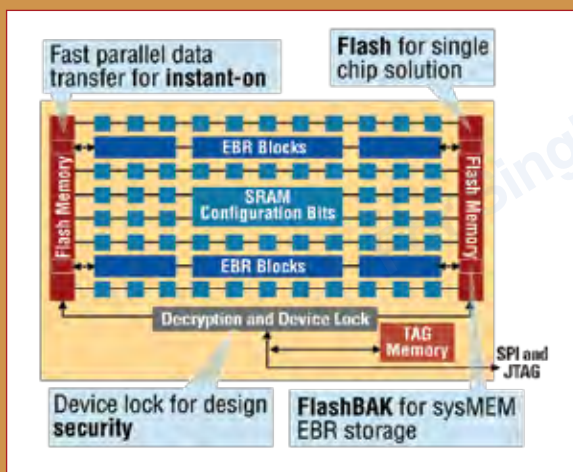 Fast parallel data
transfer for instant-on
Flash for single
chip solution
Flash Memory
EBR Blocks
SRAM
Configuration Bits
EBR Blocks
Flash Memory
Decryption and Device Lock
TAG
Memory
SPI and
JTAG
Device lock for design
security
FlashBAK for sysMEM
EBR storage